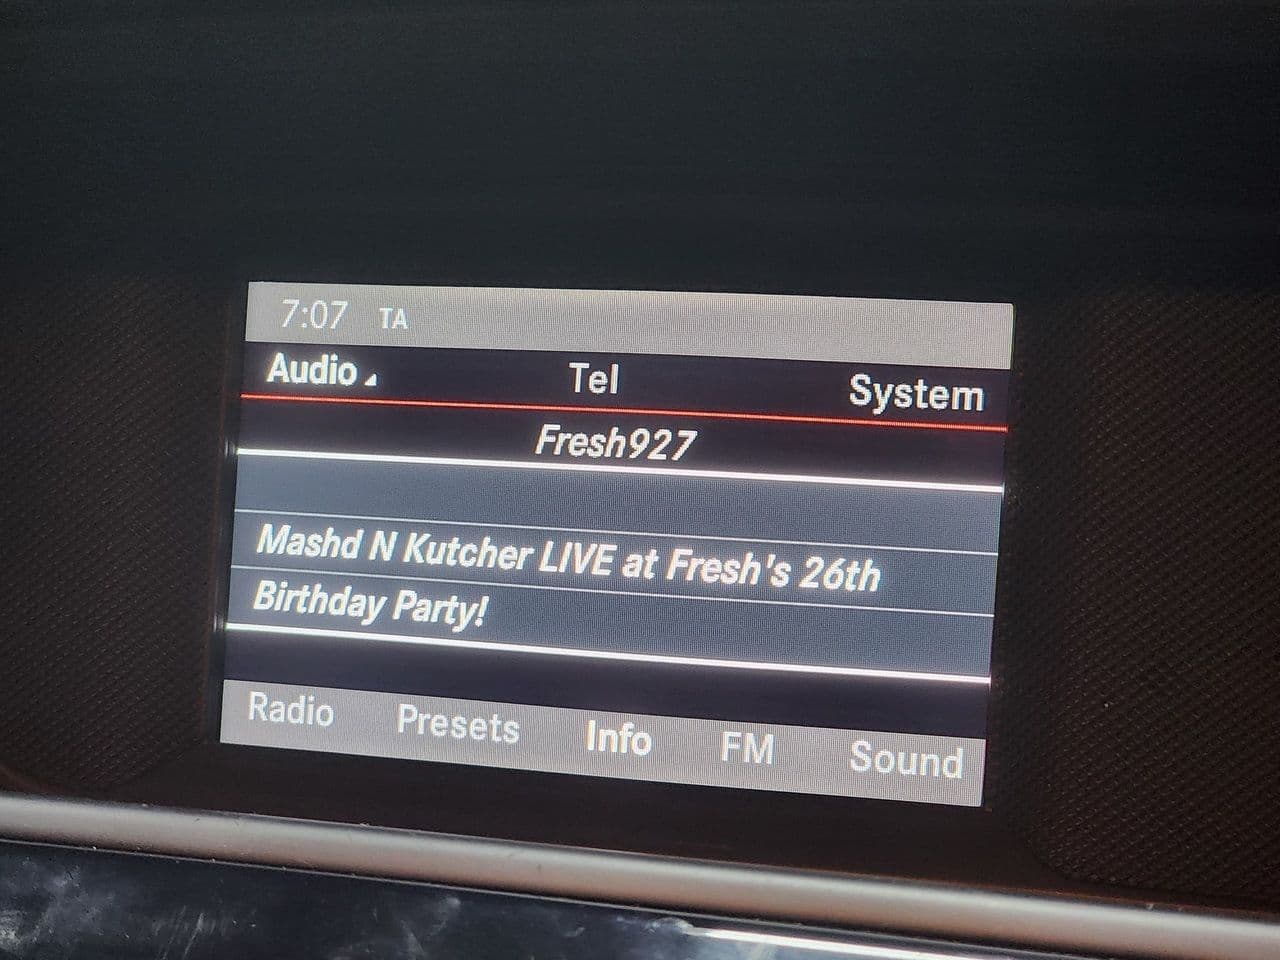 7:07 TA
Audio Tel System
Fresh927
Mashd N Kutcher LIVE at Fresh's 26th
Birthday Party!
Radio Presets Info FM Sound